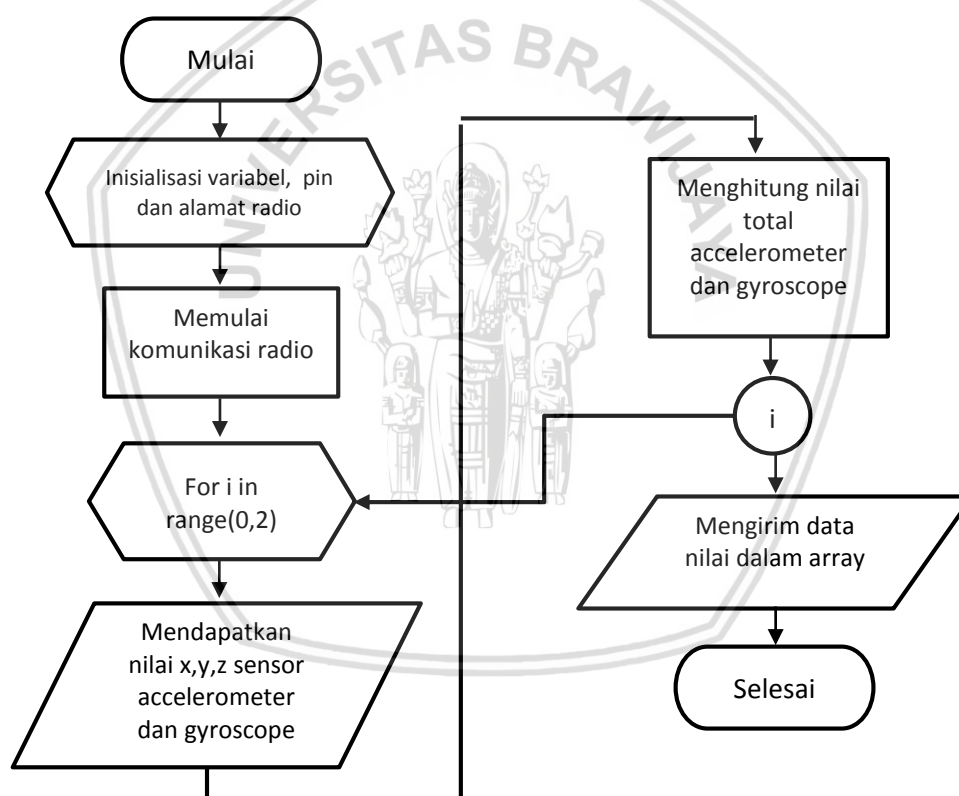 UNIVERSITAS BRAWIJAYA
Mulai
Inisialisasi variabel, pin
dan alamat radio
Memulai
komunikasi radio
For i in
range(0,2)
Mendapatkan
nilai x,y,z sensor
accelerometer
dan gyroscope
Menghitung nilai
total
accelerometer
dan gyroscope
i
Mengirim data
nilai dalam array
Selesai